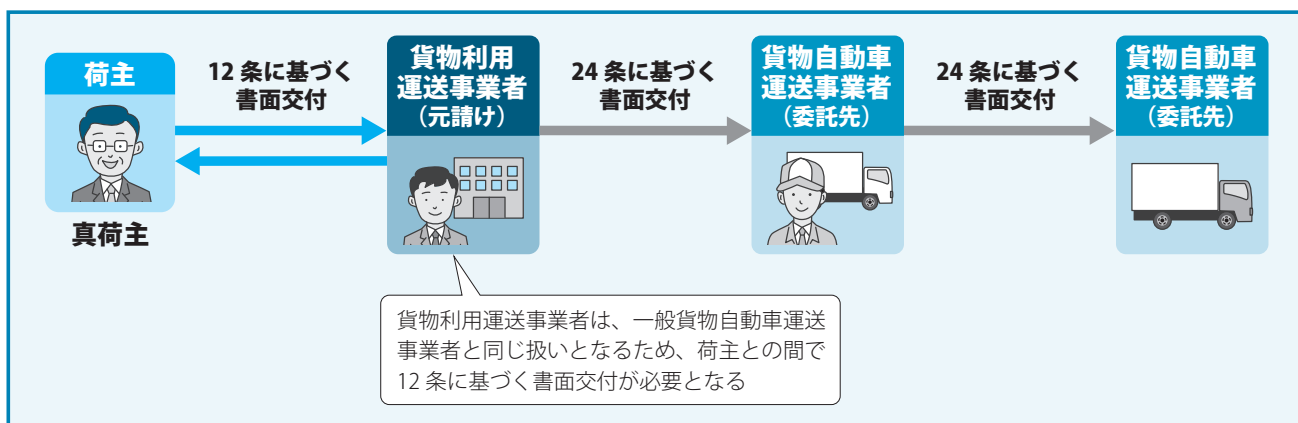 荷主
12 条に基づく
書面交付
貨物利用
運送事業者
（元請け）
24 条に基づく
書面交付
貨物自動車
運送事業者
（委託先）
24 条に基づく
書面交付
貨物自動車
運送事業者
（委託先）
真荷主
貨物利用運送事業者は、一般貨物自動車運送
事業者と同じ扱いとなるため、荷主との間で
12 条に基づく書面交付が必要となる